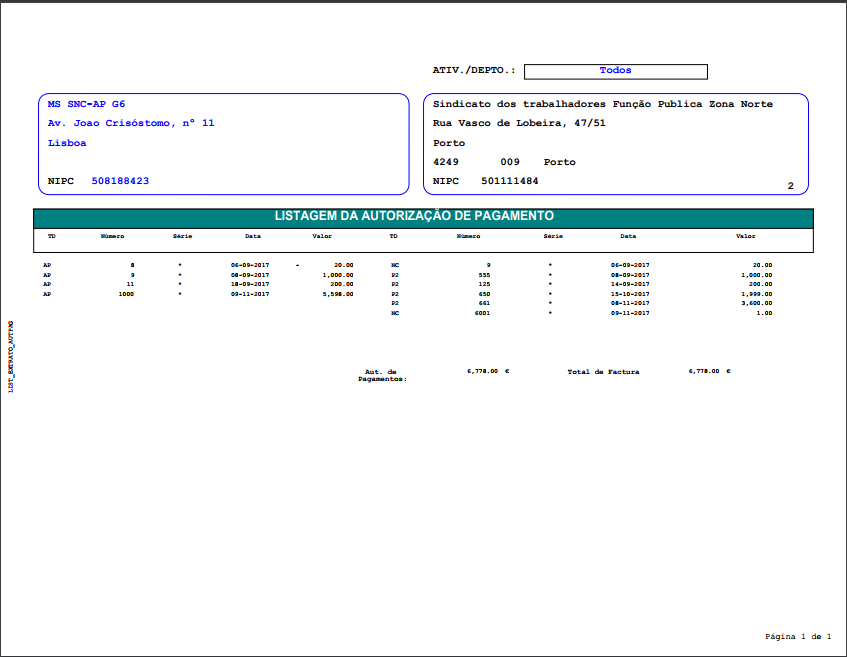 ATIV./DEPTO.: Todos
MS SNC-AP G6
Av. Joao Crisóstomo, nº 11
Lisboa
NIPC 508188423
Sindicato dos trabalhadores Função Publica Zona Norte
Rua Vasco de Lobeira, 47/51
Porto
4249 009 Porto
NIPC 501111484
2
LISTAGEM DA AUTORIZAÇÃO DE PAGAMENTO
TD Número Série Data Valor TD Número Série Data Valor
AP 8 * 06-09-2017 - 20.00 NC 9 * 06-09-2017 20.00
AP 9 * 08-09-2017 1,000.00 P2 555 * 08-09-2017 1,000.00
AP 11 * 18-09-2017 200.00 P2 125 * 14-09-2017 200.00
AP 1000 * 09-11-2017 5,598.00 P2 650 * 15-10-2017 1,999.00
P2 661 * 08-11-2017 3,600.00
NC 6001 * 09-11-2017 1.00
LIST_EXTRATO_AUTPAG
Aut. de Pagamentos: 6,778.00 € Total de Factura 6,778.00 €
Página 1 de 1